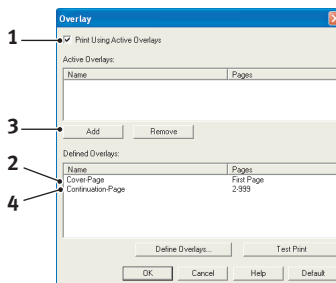 Overlay
1
Print Using Active Overlays
Active Overlays:
Name Pages
3
Add Remove
Defined Overlays:
Name Pages
2
Cover-Page First Page
4
Continuation-Page 2-999
Define Overlays... Test Print
OK Cancel Help Default